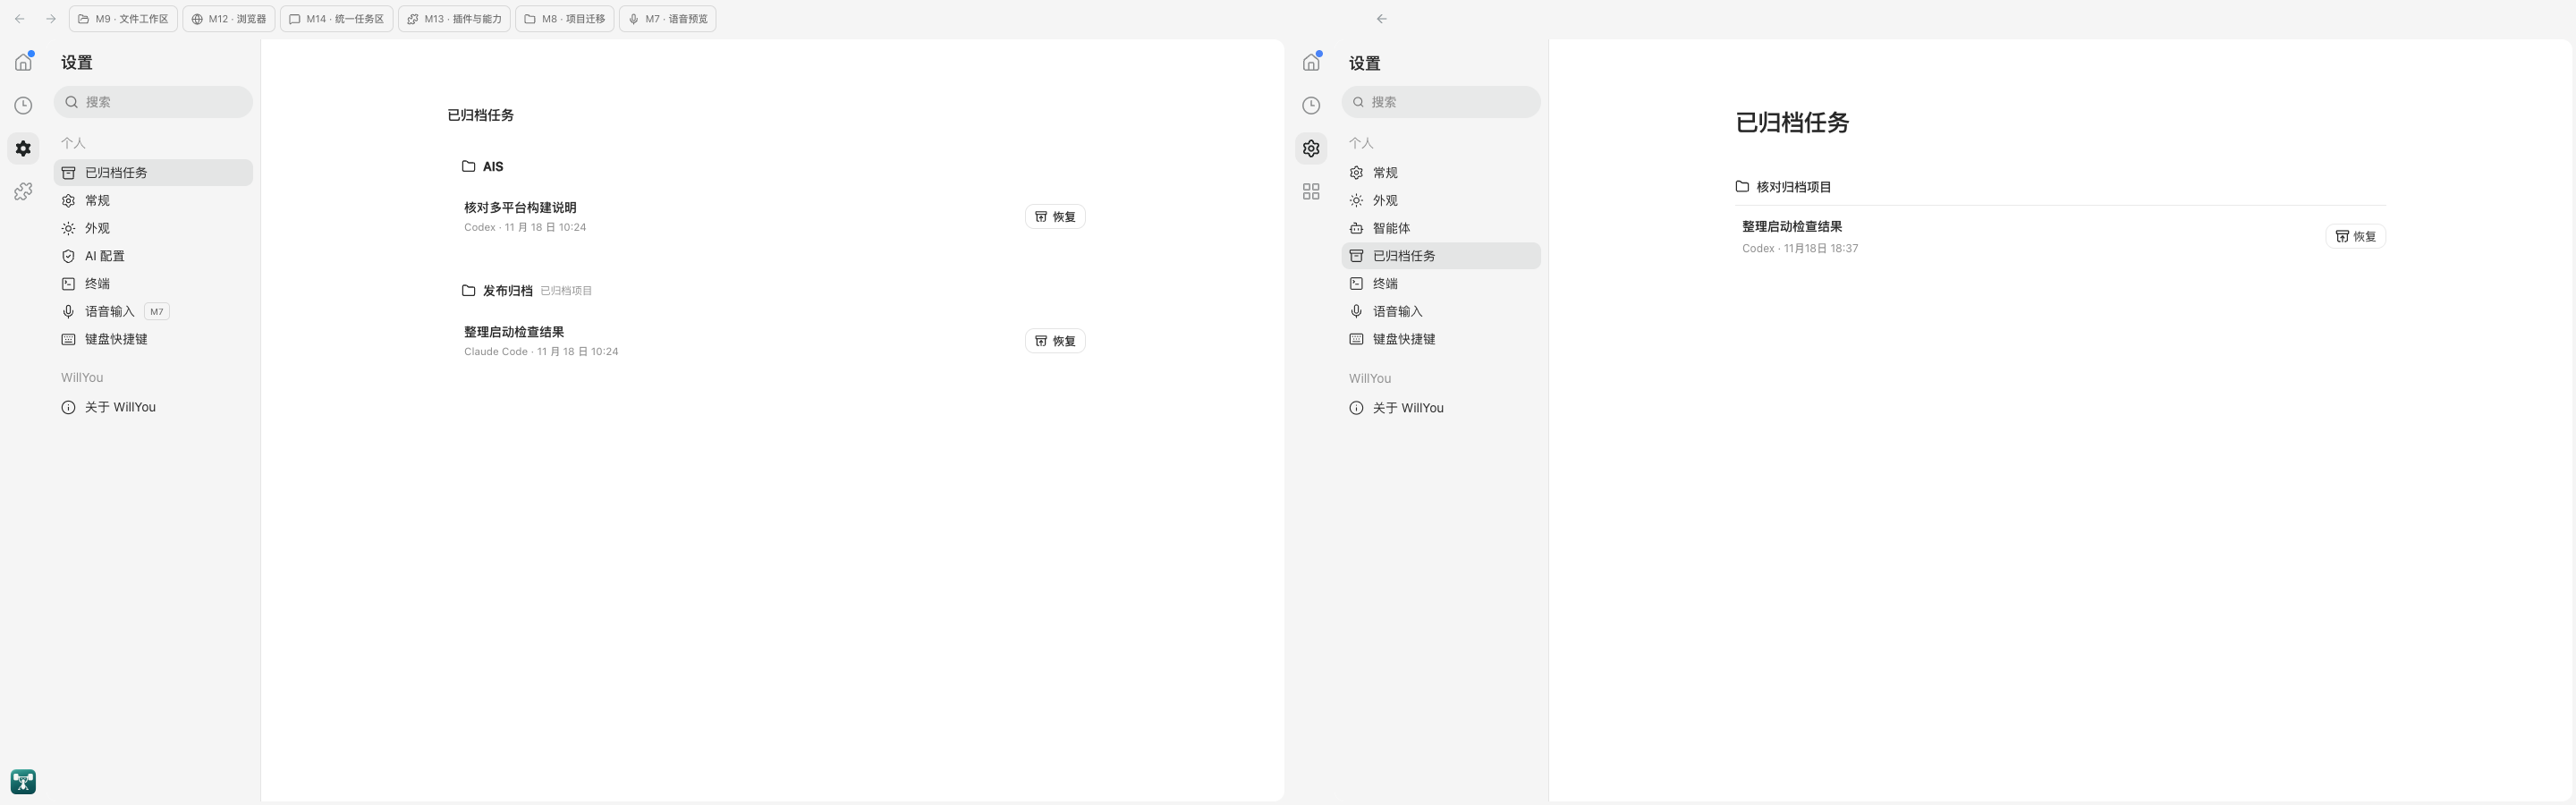 M9 · 文件工作区
M12 · 浏览器
M14 · 统一任务区
M13 · 插件与能力
M8 · 项目迁移
M7 · 语音预览
设置
搜索
个人
已归档任务
常规
外观
AI 配置
终端
语音输入 M7
键盘快捷键
WillYou
关于 WillYou
已归档任务
AIS
核对多平台构建说明
Codex · 11 月 18 日 10:24
恢复
发布归档 已归档项目
整理启动检查结果
Claude Code · 11 月 18 日 10:24
恢复
设置
搜索
个人
常规
外观
智能体
已归档任务
终端
语音输入
键盘快捷键
WillYou
关于 WillYou
已归档任务
核对归档项目
整理启动检查结果
Codex · 11月18日 18:37
恢复